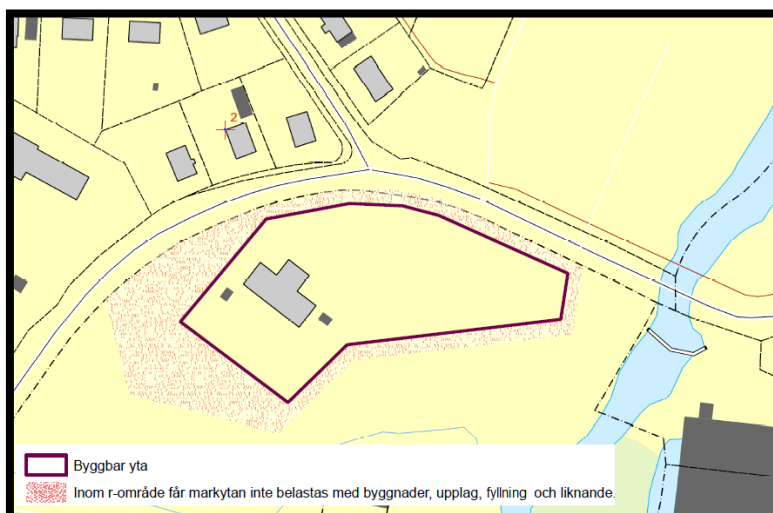 2
Byggbar yta
Inom r-område får markytan inte belastas med byggnader, upplag, fyllning och liknande.